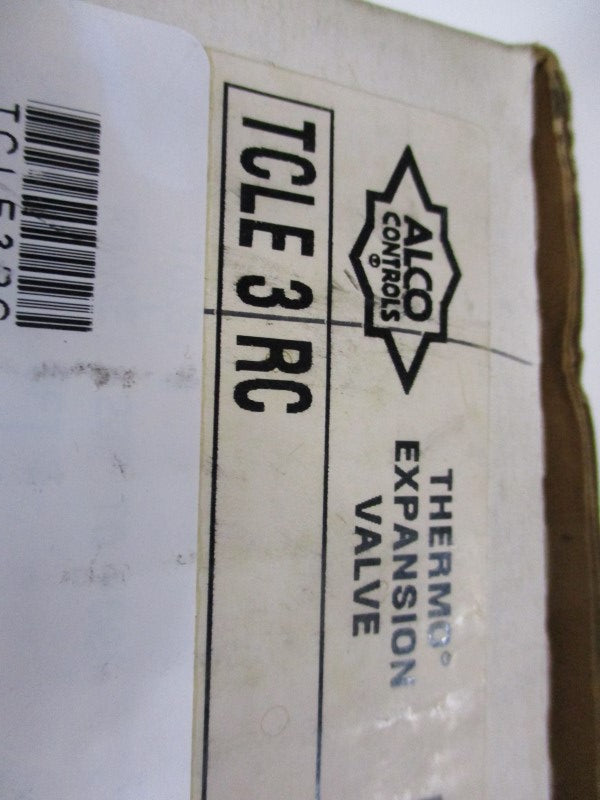 ALCO
CONTROLS
®
THERMO°
EXPANSION
VALVE
TCLE 3 RC